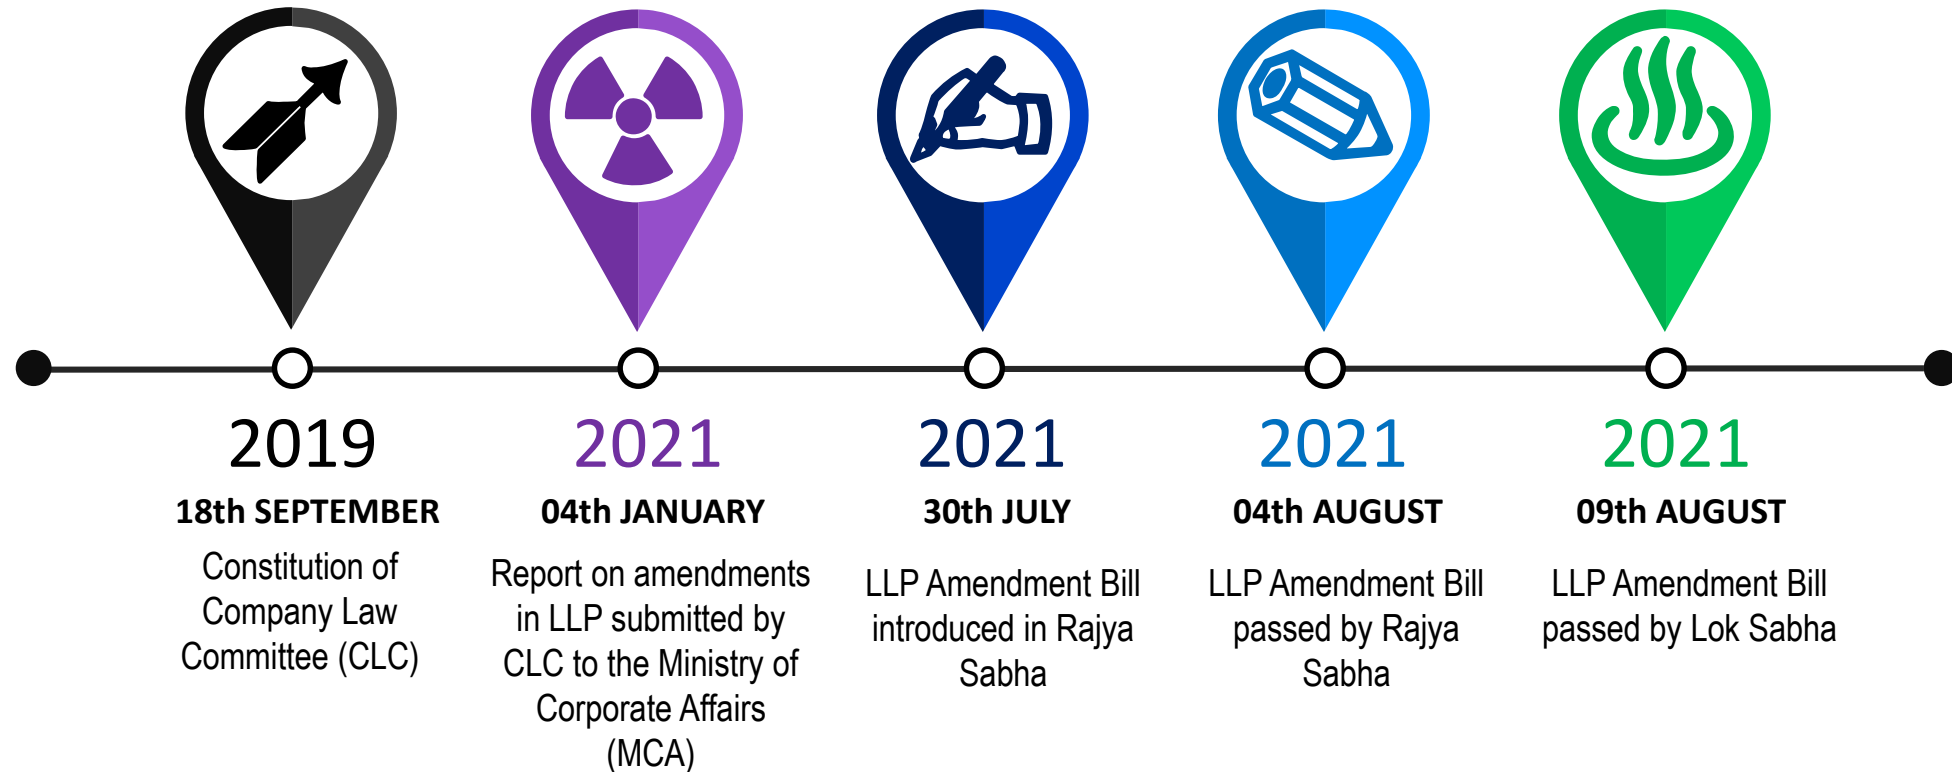 2019
18th SEPTEMBER
Constitution of
Company Law
Committee (CLC)
2021
04th JANUARY
Report on amendments
in LLP submitted by
CLC to the Ministry of
Corporate Affairs
(MCA)
2021
30th JULY
LLP Amendment Bill
introduced in Rajya
Sabha
2021
04th AUGUST
LLP Amendment Bill
passed by Rajya
Sabha
2021
09th AUGUST
LLP Amendment Bill
passed by Lok Sabha